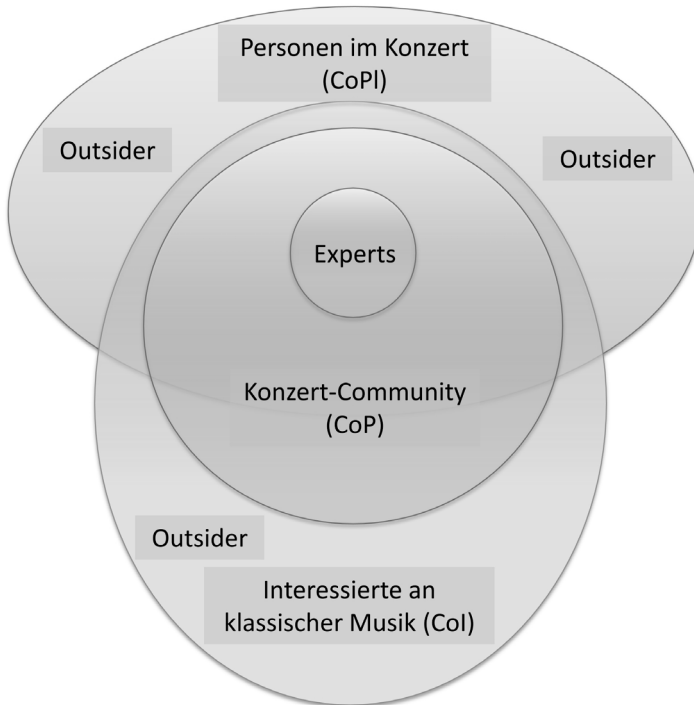 Personen im Konzert
(CoPl)
Outsider
Outsider
Experts
Konzert-Community
(CoP)
Outsider
Interessierte an
klassischer Musik (CoI)